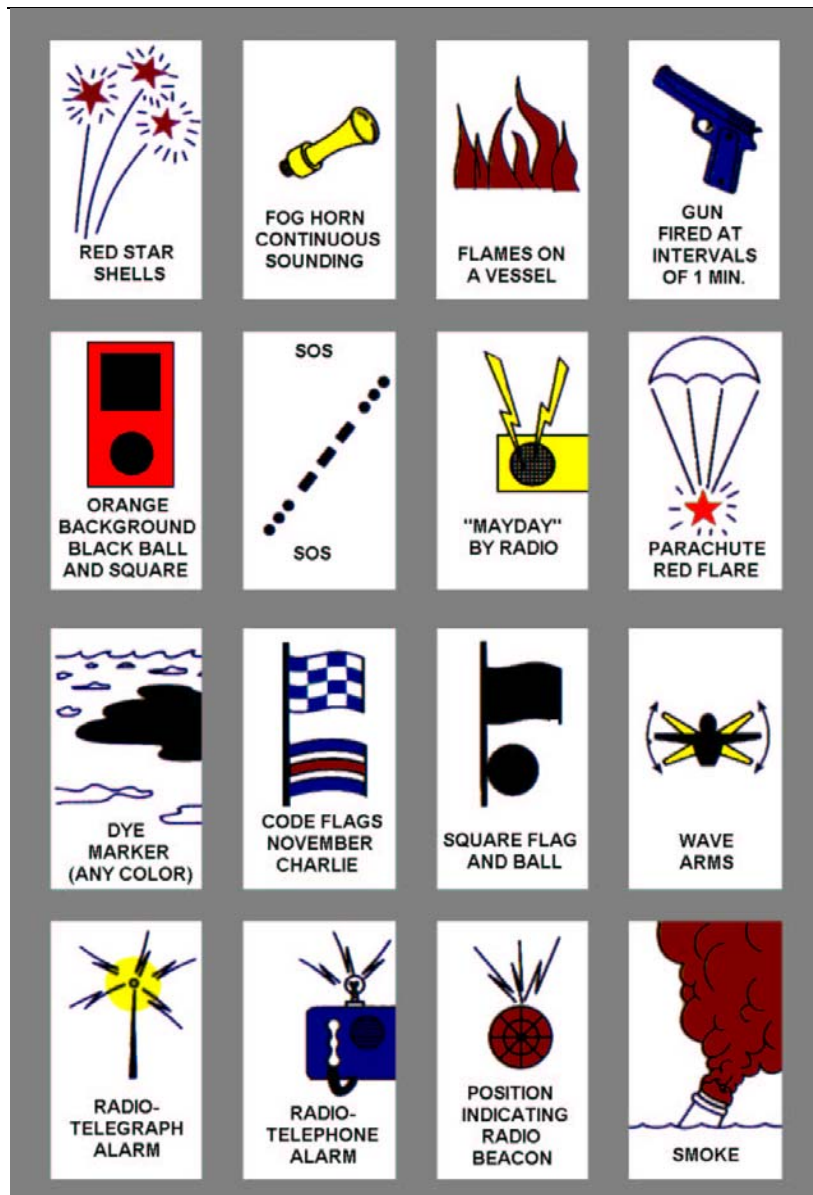 RED STAR
SHELLS
FOG HORN
CONTINUOUS
SOUNDING
FLAMES ON
A VESSEL
GUN
FIRED AT
INTERVALS
OF 1 MIN.
ORANGE
BACKGROUND
BLACK BALL
AND SQUARE
SOS
SOS
"MAYDAY"
BY RADIO
PARACHUTE
RED FLARE
DYE
MARKER
(ANY COLOR)
CODE FLAGS
NOVEMBER
CHARLIE
SQUARE FLAG
AND BALL
WAVE
ARMS
RADIO-
TELEGRAPH
ALARM
RADIO-
TELEPHONE
ALARM
POSITION
INDICATING
RADIO
BEACON
SMOKE